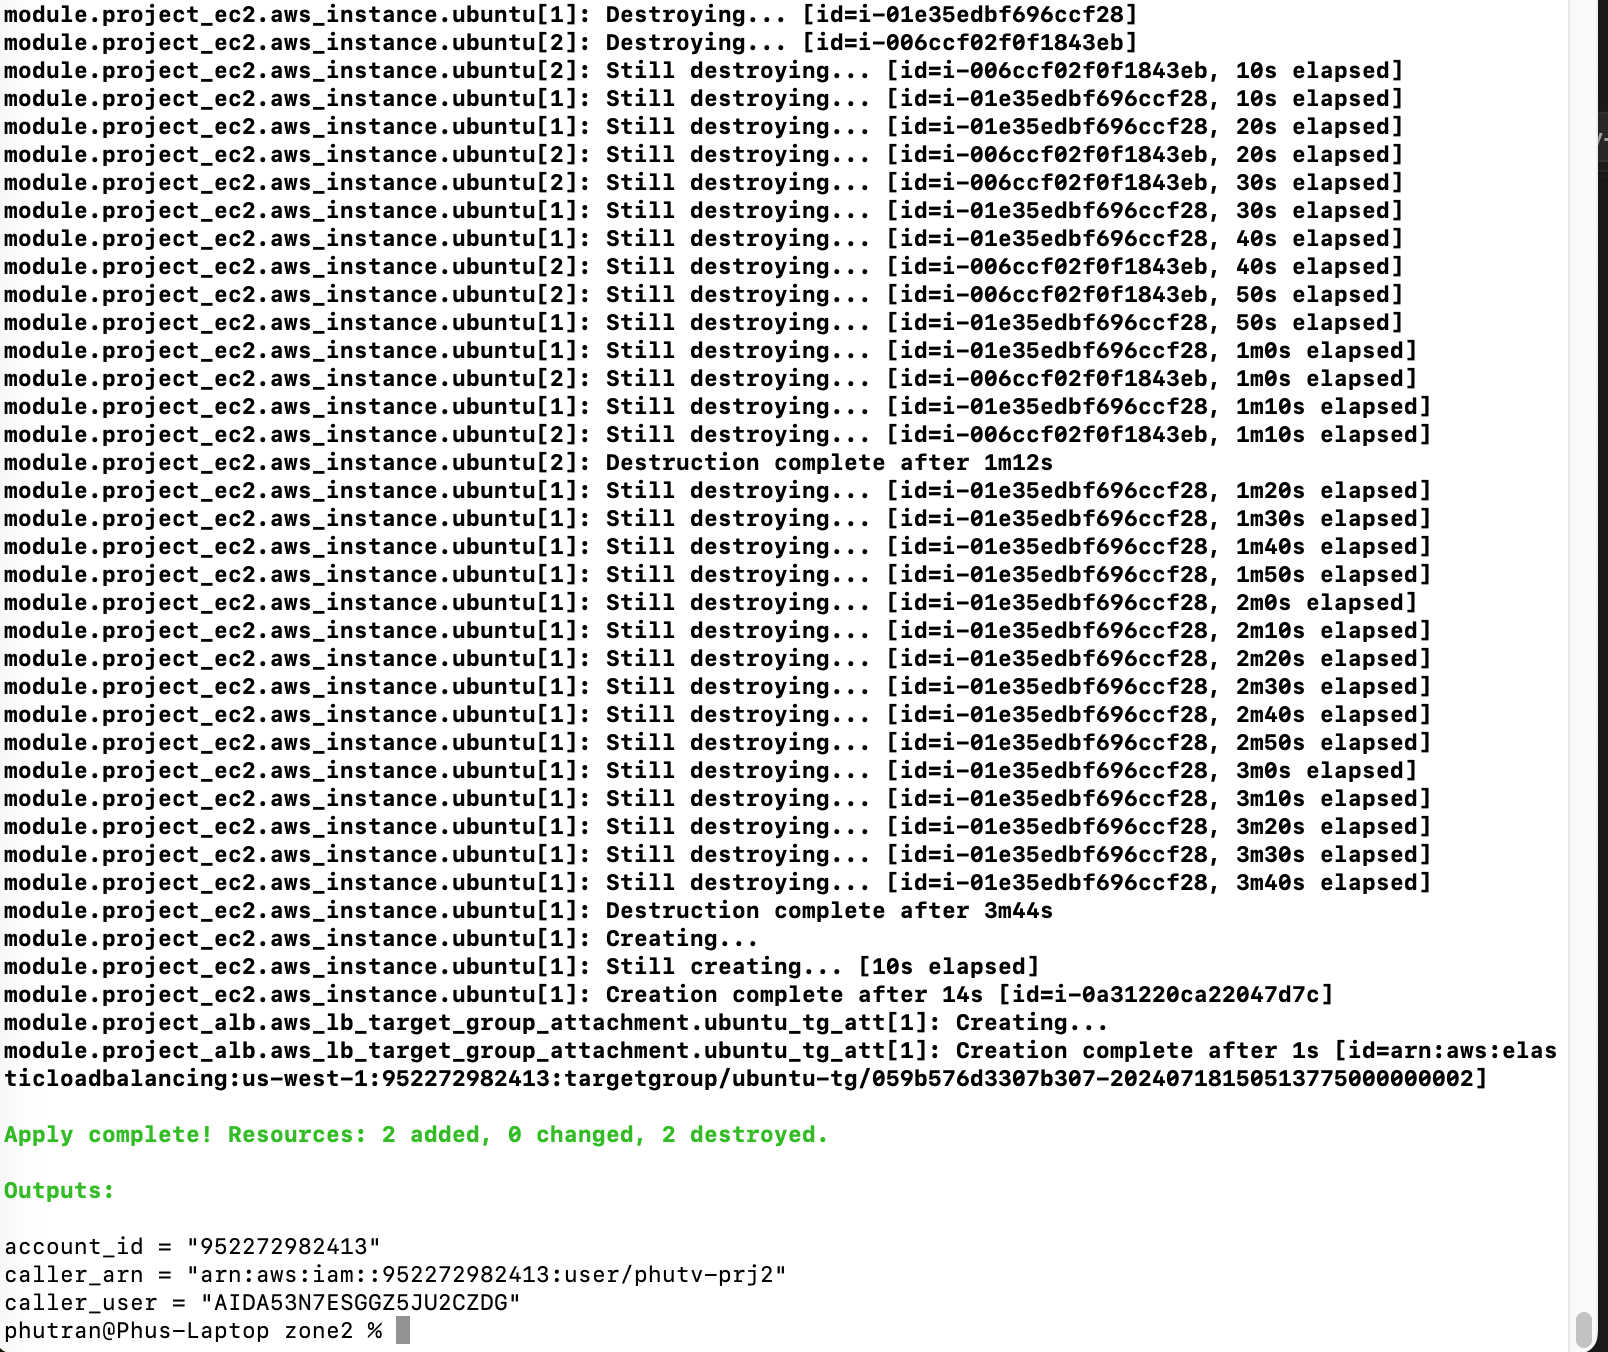 module.project_ec2.aws_instance.ubuntu[1]: Destroying... [id=i-01e35edbf696ccf28]
module.project_ec2.aws_instance.ubuntu[2]: Destroying... [id=i-006ccf02f0f1843eb]
module.project_ec2.aws_instance.ubuntu[2]: Still destroying... [id=i-006ccf02f0f1843eb, 10s elapsed]
module.project_ec2.aws_instance.ubuntu[1]: Still destroying... [id=i-01e35edbf696ccf28, 10s elapsed]
module.project_ec2.aws_instance.ubuntu[1]: Still destroying... [id=i-01e35edbf696ccf28, 20s elapsed]
module.project_ec2.aws_instance.ubuntu[2]: Still destroying... [id=i-006ccf02f0f1843eb, 20s elapsed]
module.project_ec2.aws_instance.ubuntu[2]: Still destroying... [id=i-006ccf02f0f1843eb, 30s elapsed]
module.project_ec2.aws_instance.ubuntu[1]: Still destroying... [id=i-01e35edbf696ccf28, 30s elapsed]
module.project_ec2.aws_instance.ubuntu[1]: Still destroying... [id=i-01e35edbf696ccf28, 40s elapsed]
module.project_ec2.aws_instance.ubuntu[2]: Still destroying... [id=i-006ccf02f0f1843eb, 40s elapsed]
module.project_ec2.aws_instance.ubuntu[2]: Still destroying... [id=i-006ccf02f0f1843eb, 50s elapsed]
module.project_ec2.aws_instance.ubuntu[1]: Still destroying... [id=i-01e35edbf696ccf28, 50s elapsed]
module.project_ec2.aws_instance.ubuntu[1]: Still destroying... [id=i-01e35edbf696ccf28, 1m0s elapsed]
module.project_ec2.aws_instance.ubuntu[2]: Still destroying... [id=i-006ccf02f0f1843eb, 1m0s elapsed]
module.project_ec2.aws_instance.ubuntu[1]: Still destroying... [id=i-01e35edbf696ccf28, 1m10s elapsed]
module.project_ec2.aws_instance.ubuntu[2]: Still destroying... [id=i-006ccf02f0f1843eb, 1m10s elapsed]
module.project_ec2.aws_instance.ubuntu[2]: Destruction complete after 1m12s
module.project_ec2.aws_instance.ubuntu[1]: Still destroying... [id=i-01e35edbf696ccf28, 1m20s elapsed]
module.project_ec2.aws_instance.ubuntu[1]: Still destroying... [id=i-01e35edbf696ccf28, 1m30s elapsed]
module.project_ec2.aws_instance.ubuntu[1]: Still destroying... [id=i-01e35edbf696ccf28, 1m40s elapsed]
module.project_ec2.aws_instance.ubuntu[1]: Still destroying... [id=i-01e35edbf696ccf28, 1m50s elapsed]
module.project_ec2.aws_instance.ubuntu[1]: Still destroying... [id=i-01e35edbf696ccf28, 2m0s elapsed]
module.project_ec2.aws_instance.ubuntu[1]: Still destroying... [id=i-01e35edbf696ccf28, 2m10s elapsed]
module.project_ec2.aws_instance.ubuntu[1]: Still destroying... [id=i-01e35edbf696ccf28, 2m20s elapsed]
module.project_ec2.aws_instance.ubuntu[1]: Still destroying... [id=i-01e35edbf696ccf28, 2m30s elapsed]
module.project_ec2.aws_instance.ubuntu[1]: Still destroying... [id=i-01e35edbf696ccf28, 2m40s elapsed]
module.project_ec2.aws_instance.ubuntu[1]: Still destroying... [id=i-01e35edbf696ccf28, 2m50s elapsed]
module.project_ec2.aws_instance.ubuntu[1]: Still destroying... [id=i-01e35edbf696ccf28, 3m0s elapsed]
module.project_ec2.aws_instance.ubuntu[1]: Still destroying... [id=i-01e35edbf696ccf28, 3m10s elapsed]
module.project_ec2.aws_instance.ubuntu[1]: Still destroying... [id=i-01e35edbf696ccf28, 3m20s elapsed]
module.project_ec2.aws_instance.ubuntu[1]: Still destroying... [id=i-01e35edbf696ccf28, 3m30s elapsed]
module.project_ec2.aws_instance.ubuntu[1]: Still destroying... [id=i-01e35edbf696ccf28, 3m40s elapsed]
module.project_ec2.aws_instance.ubuntu[1]: Destruction complete after 3m44s
module.project_ec2.aws_instance.ubuntu[1]: Creating...
module.project_ec2.aws_instance.ubuntu[1]: Still creating... [10s elapsed]
module.project_ec2.aws_instance.ubuntu[1]: Creation complete after 14s [id=i-0a31220ca22047d7c]
module.project_alb.aws_lb_target_group_attachment.ubuntu_tg_att[1]: Creating...
module.project_alb.aws_lb_target_group_attachment.ubuntu_tg_att[1]: Creation complete after 1s [id=arn:aws:elas
ticloadbalancing:us-west-1:952272982413:targetgroup/ubuntu-tg/059b576d3307b307-20240718150513775000000002]
Apply complete! Resources: 2 added, 0 changed, 2 destroyed.
Outputs:
account_id = "952272982413"
caller_arn = "arn:aws:iam::952272982413:user/phutv-prj2"
caller_user = "AIDA53N7ESGGZ5JU2CZDG"
phutran@Phus-Laptop zone2 %